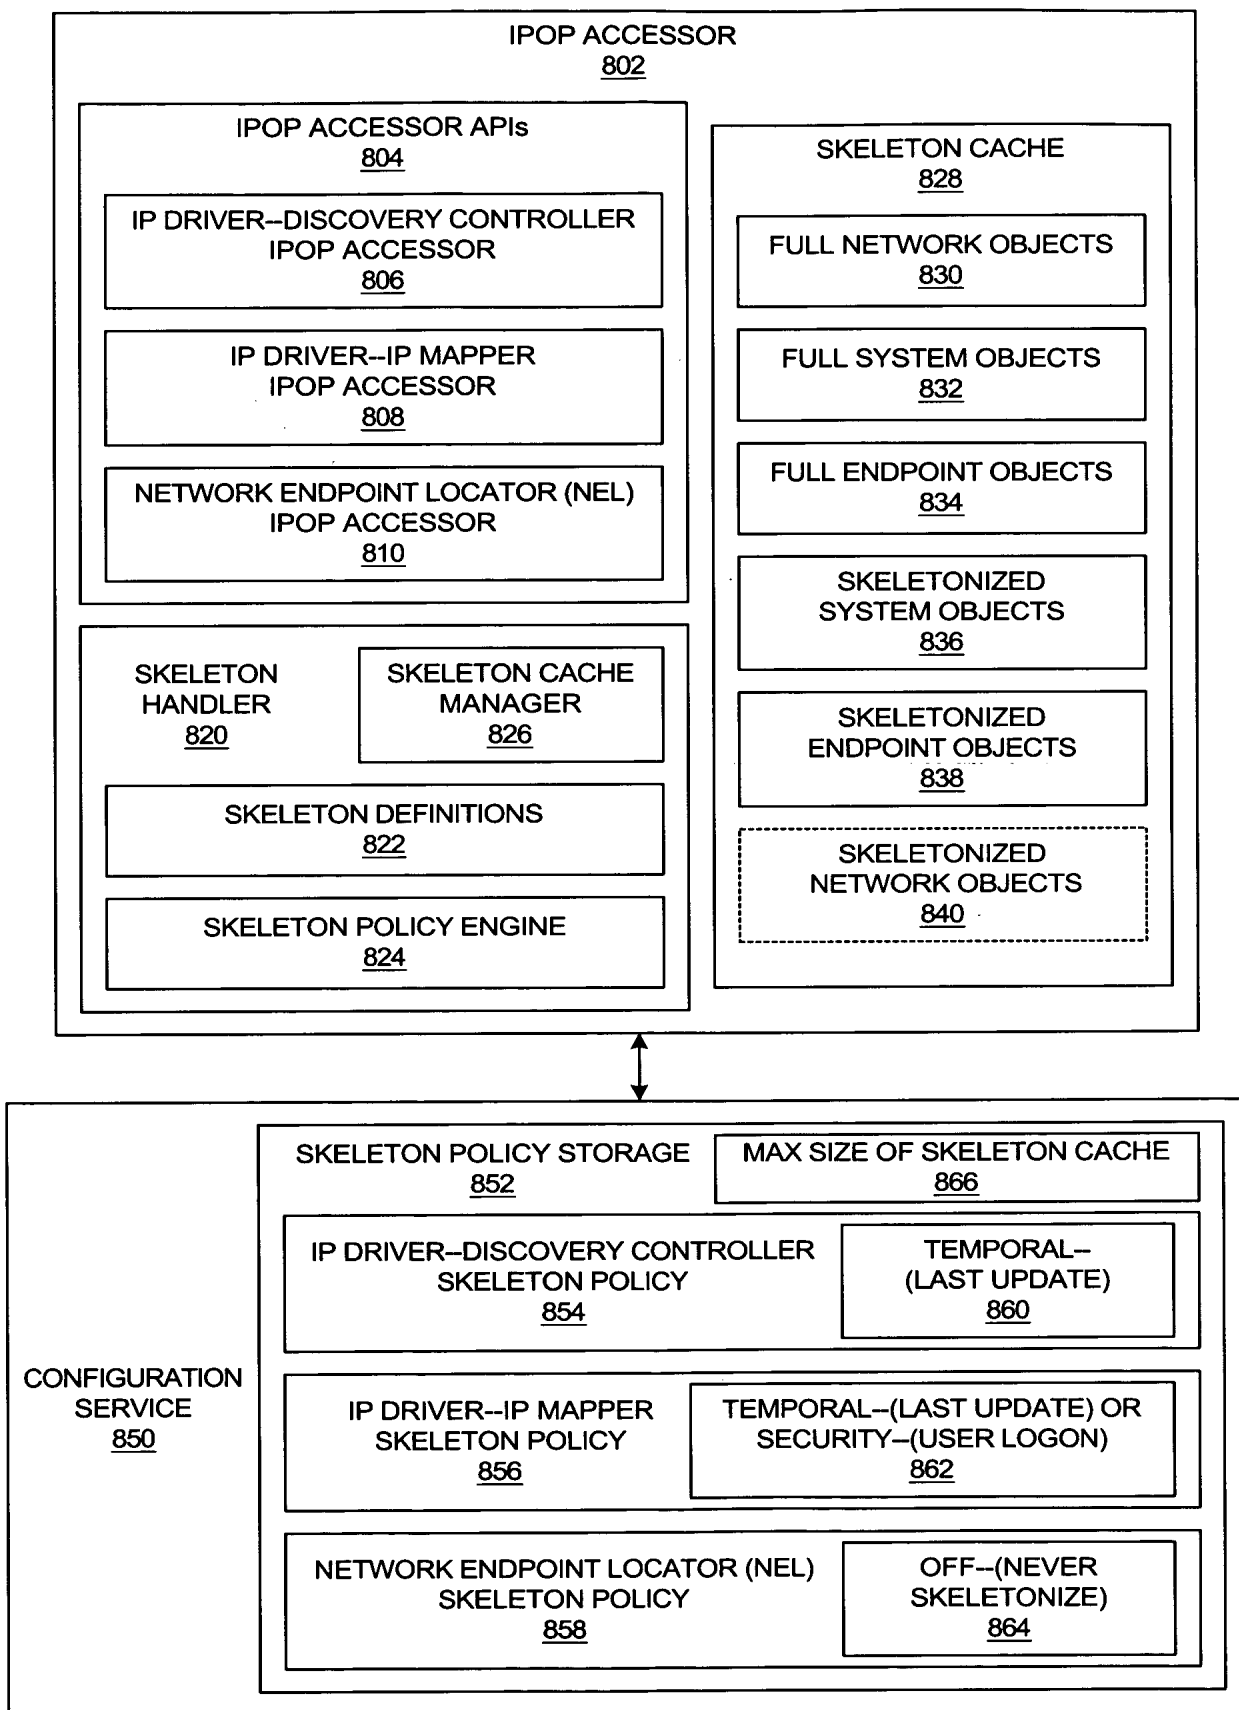 IPOP ACCESSOR
802
IPOP ACCESSOR APIs
804
IP DRIVER--DISCOVERY CONTROLLER
IPOP ACCESSOR
806
IP DRIVER--IP MAPPER
IPOP ACCESSOR
808
NETWORK ENDPOINT LOCATOR (NEL)
IPOP ACCESSOR
810
SKELETON
HANDLER
820
SKELETON CACHE
MANAGER
826
SKELETON DEFINITIONS
822
SKELETON POLICY ENGINE
824
SKELETON CACHE
828
FULL NETWORK OBJECTS
830
FULL SYSTEM OBJECTS
832
FULL ENDPOINT OBJECTS
834
SKELETONIZED
SYSTEM OBJECTS
836
SKELETONIZED
ENDPOINT OBJECTS
838
SKELETONIZED
NETWORK OBJECTS
840
CONFIGURATION
SERVICE
850
SKELETON POLICY STORAGE
852
MAX SIZE OF SKELETON CACHE
866
IP DRIVER--DISCOVERY CONTROLLER
SKELETON POLICY
854
TEMPORAL--
(LAST UPDATE)
860
IP DRIVER--IP MAPPER
SKELETON POLICY
856
TEMPORAL--(LAST UPDATE) OR
SECURITY--(USER LOGON)
862
NETWORK ENDPOINT LOCATOR (NEL)
SKELETON POLICY
858
OFF--(NEVER
SKELETONIZE)
864